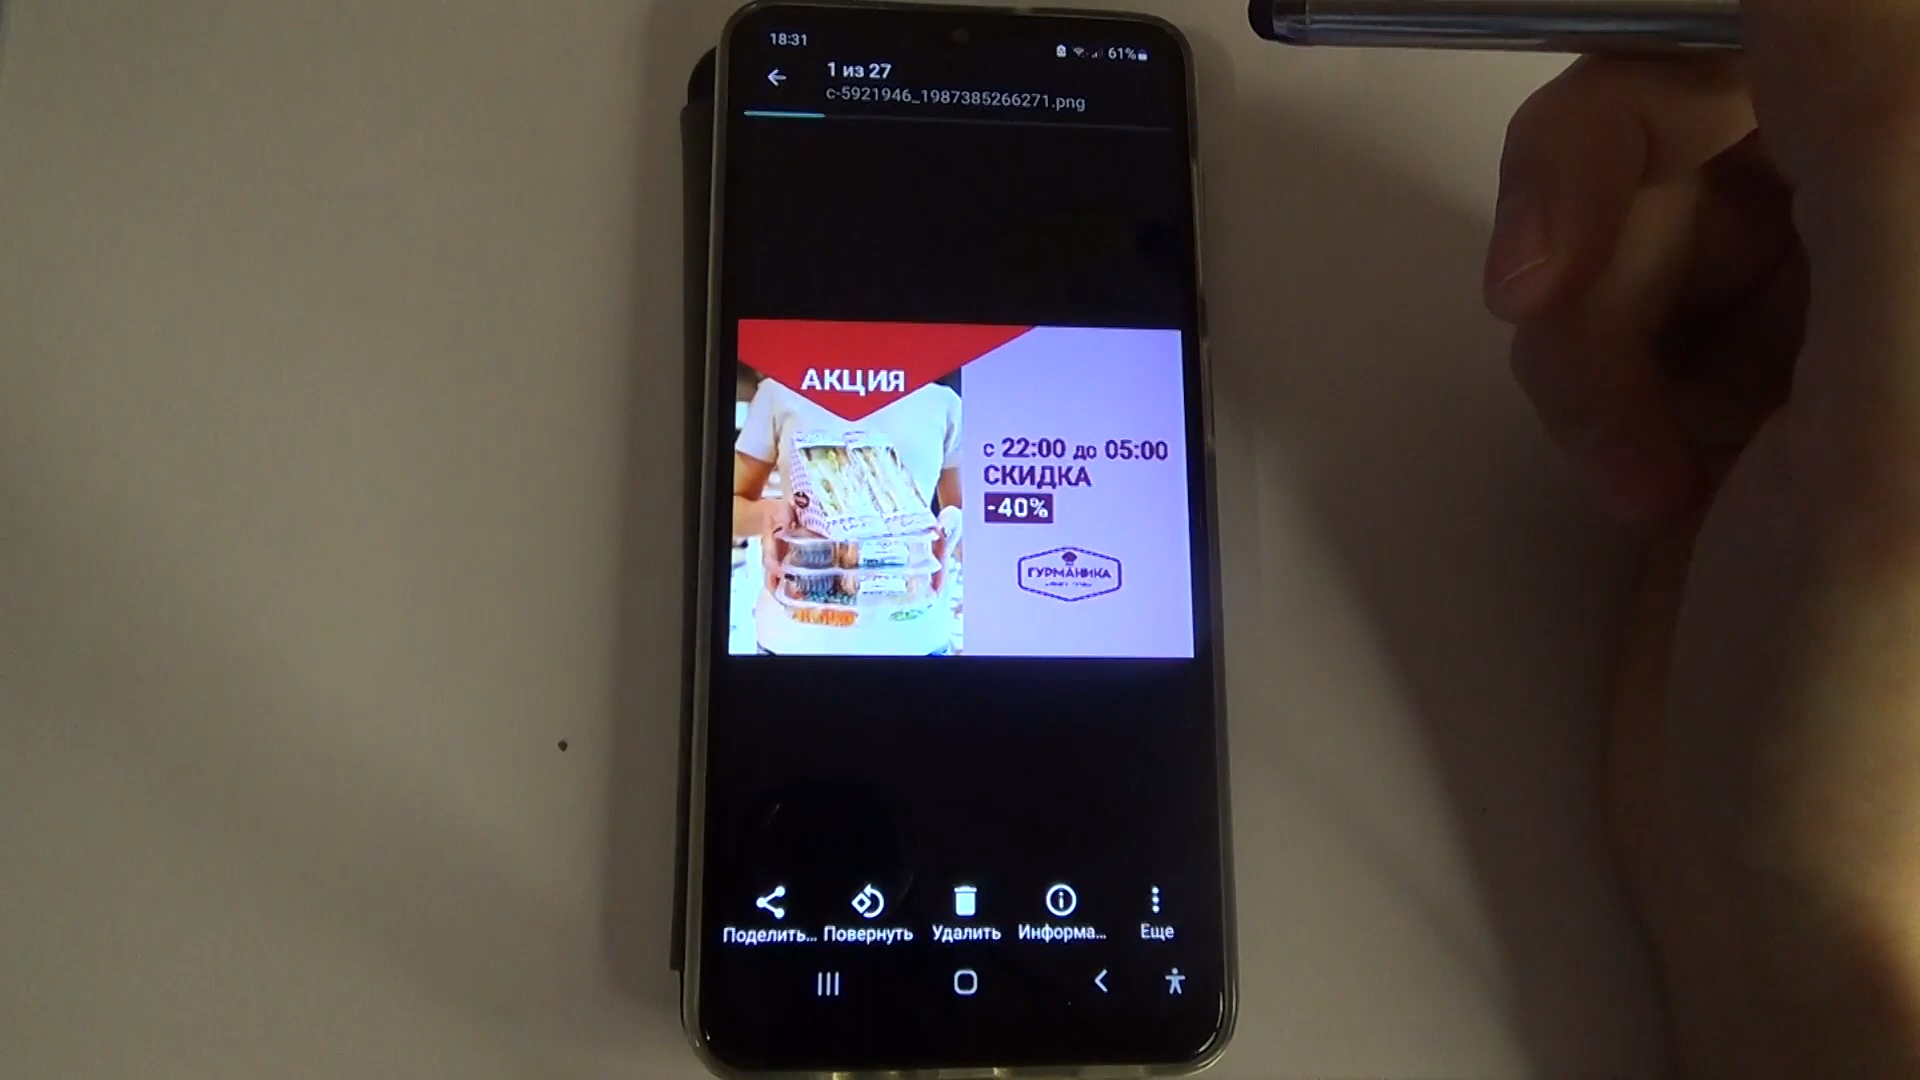 18:31
61%
1 из 27
c-5921946_1987385266271.png
АКЦИЯ
с 22:00 до 05:00
СКИДКА
-40%
ГУРМАНИКА
Поделить... Повернуть Удалить Информа... Еще